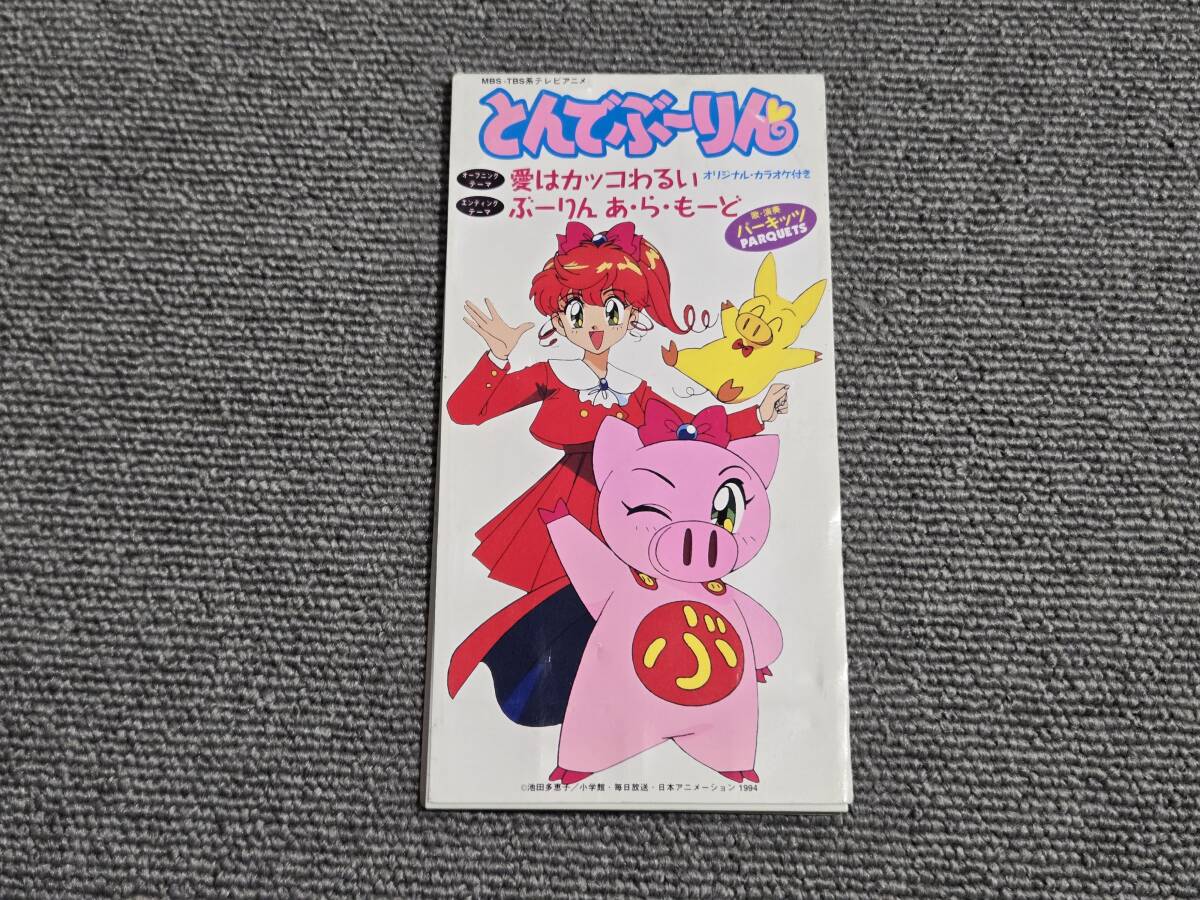 MBS・TBS系テレビアニメ
とんでぶーりん
オープニングテーマ 愛はカッコわるい オリジナル・カラオケ付き
エンディングテーマ ぶーりん あ・ら・もーど
歌・演奏
パーキッツ
PARQUETS
ぶ
©池田多恵子／小学館・毎日放送・日本アニメーション 1994